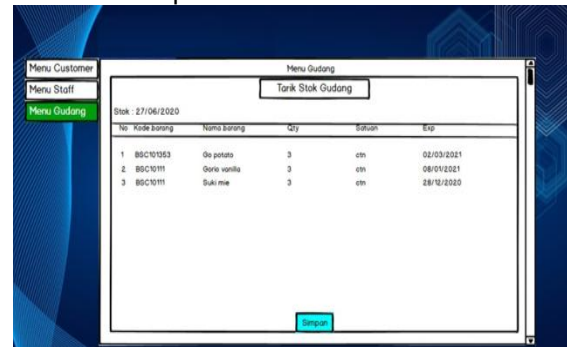 Menu Customer
Menu Gudang
Menu Staff
Tarik Stok Gudang
Menu Gudang
Stok : 27/06/2020
No Kode barang Nama barang Qty Satuan Exp
1 BSC101353 Go potato 3 ctn 02/03/2021
2 BSC10111 Gorio vanilla 3 ctn 08/01/2021
3 BSC10111 Suki mie 3 ctn 28/12/2020
Simpan